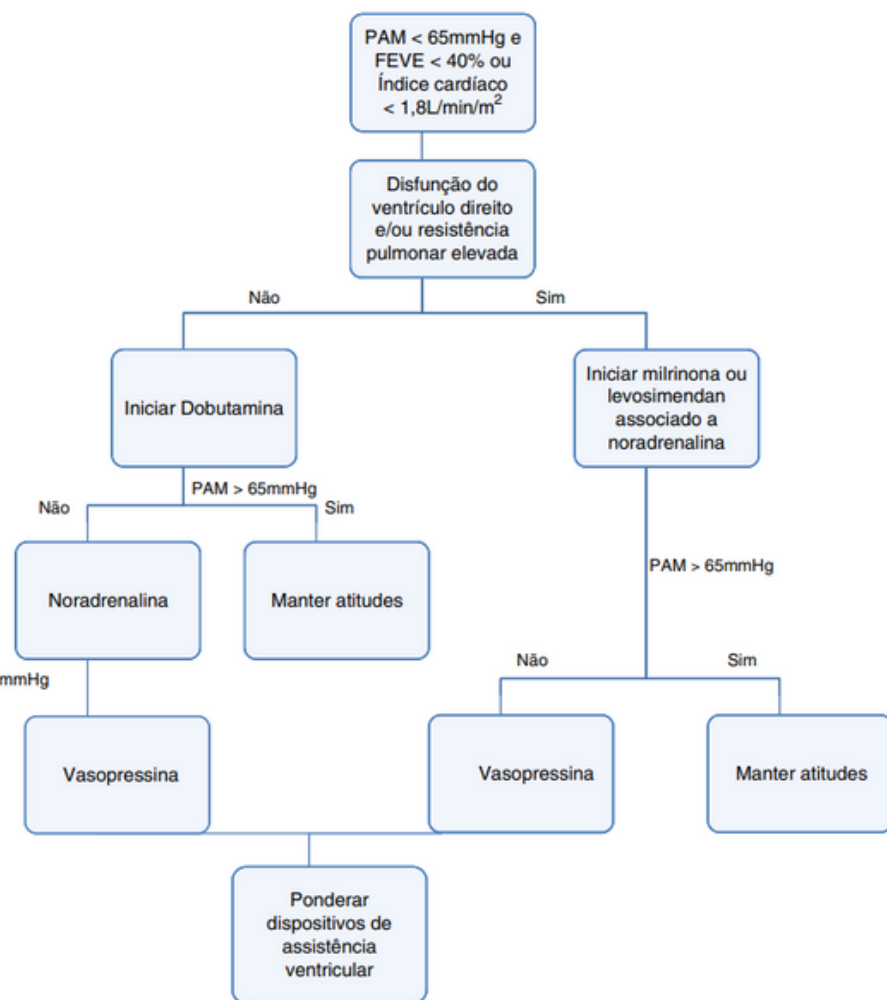 PAM < 65mmHg e
FEVE < 40% ou
Índice cardíaco
< 1,8L/min/m²
Disfunção do
ventrículo direito
e/ou resistência
pulmonar elevada
Não
Sim
Iniciar Dobutamina
Iniciar milrinona ou
levosimendan
associado a
noradrenalina
PAM > 65mmHg
Não
Sim
Noradrenalina
Manter atitudes
PAM > 65mmHg
Não
Sim
mmHg
Vasopressina
Vasopressina
Manter atitudes
Ponderar
dispositivos de
assistência
ventricular